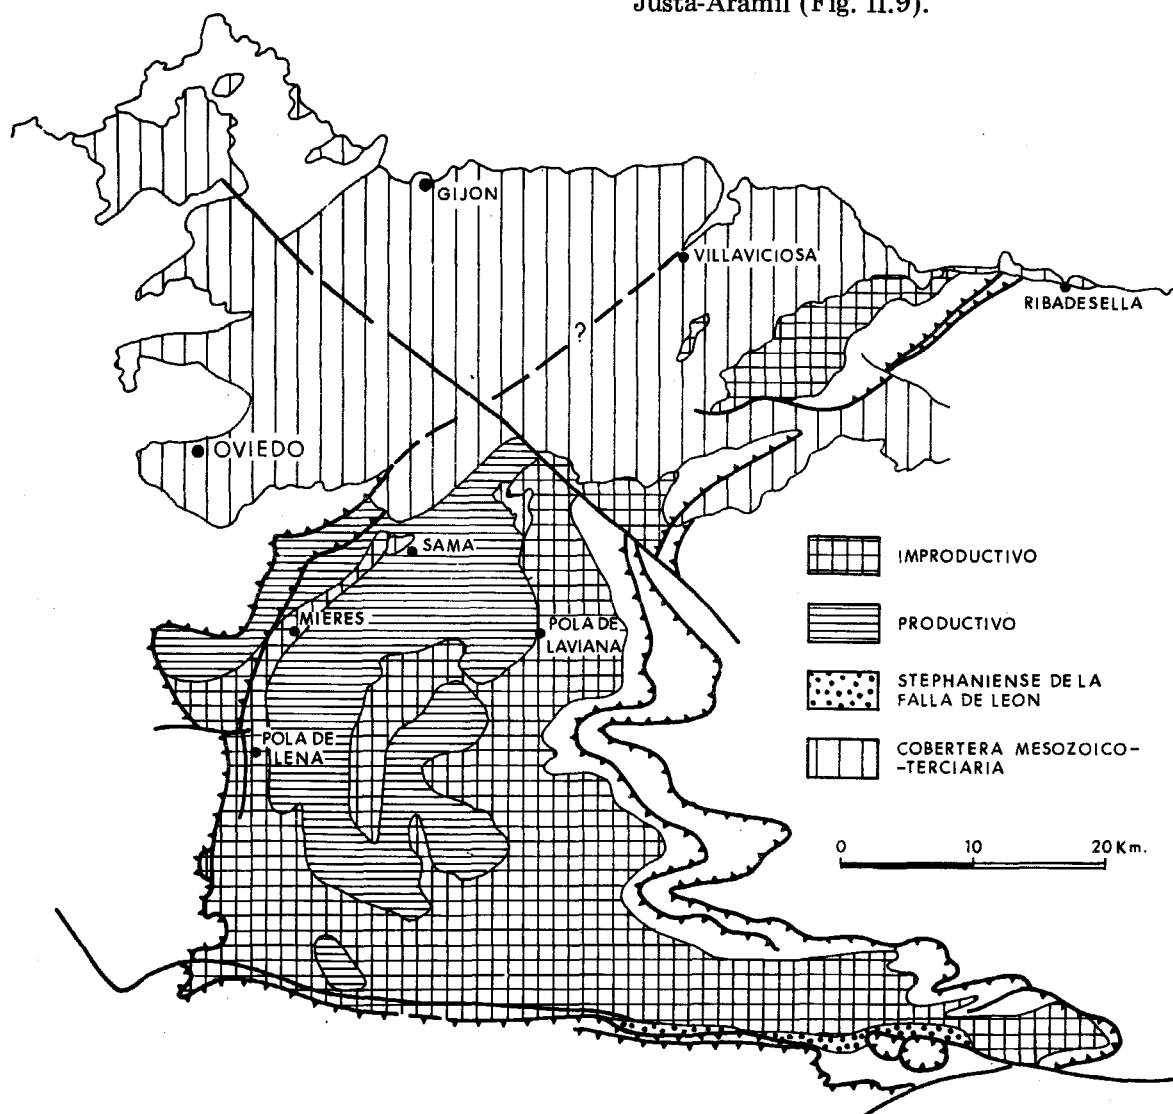 Justa-Aramil (Fig. II.9).
GIJON
VILLAVICIOSA
RIBADESELLA
?
OVIEDO
SAMA
MIERES
POLA DE
LAVIANA
POLA DE
LENA
IMPRODUCTIVO
PRODUCTIVO
STEPHANIENSE DE LA
FALLA DE LEON
COBERTERA MESOZOICO-
-TERCIARIA
0 10 20 Km.